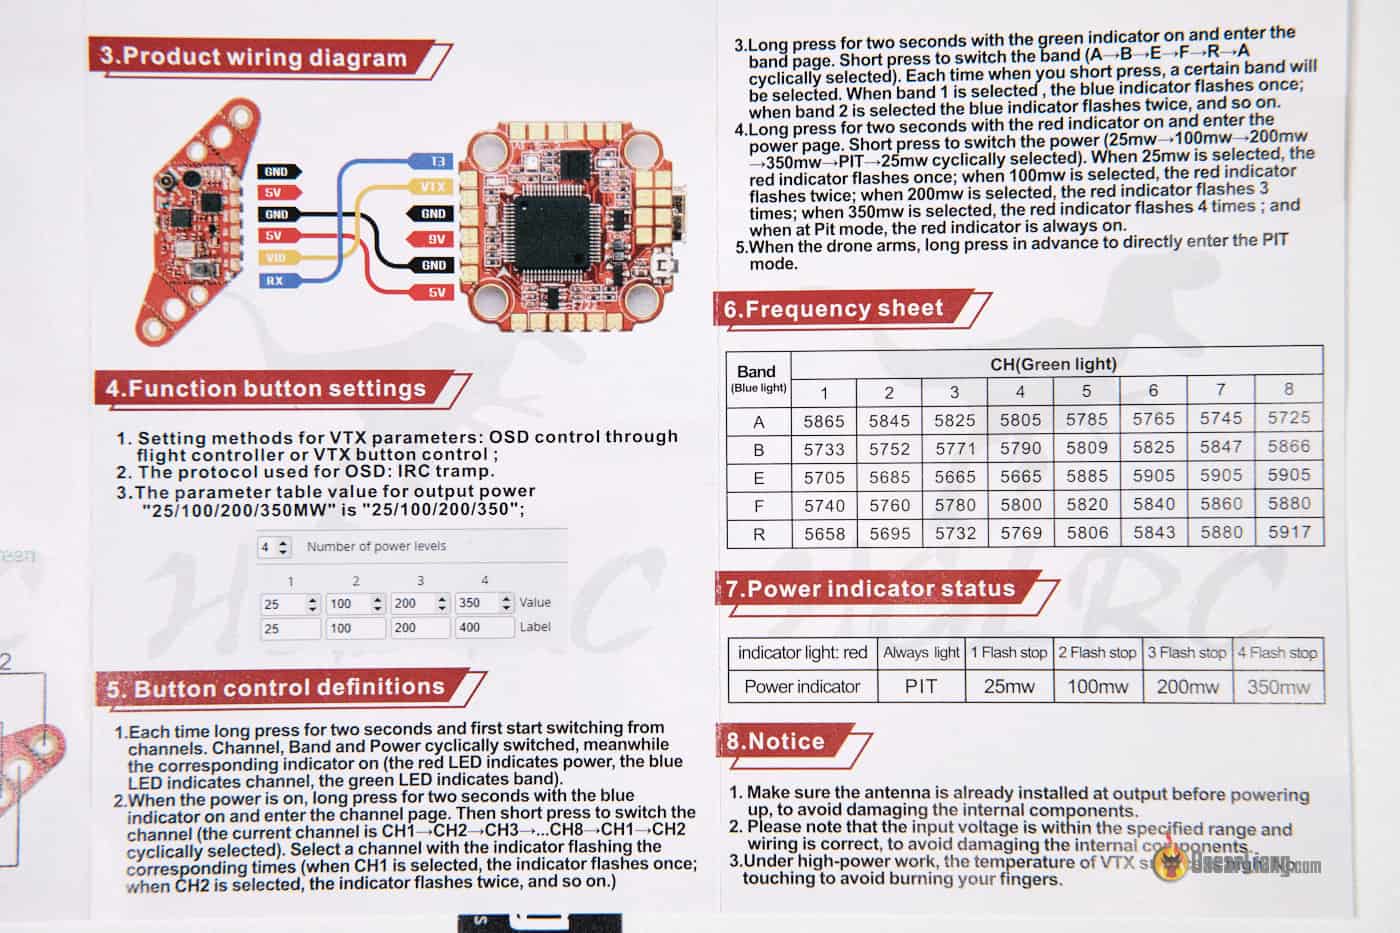 3.Product wiring diagram
GND
5V
GND
5V
VID
RX
T3
VTX
GND
9V
GND
5V
4.Function button settings
1. Setting methods for VTX parameters: OSD control through
flight controller or VTX button control ;
2. The protocol used for OSD: IRC tramp.
3.The parameter table value for output power
"25/100/200/350MW" is "25/100/200/350";
4 Number of power levels
1 2 3 4
25 100 200 350 Value
25 100 200 400 Label
5. Button control definitions
1.Each time long press for two seconds and first start switching from
channels. Channel, Band and Power cyclically switched, meanwhile
the corresponding indicator on (the red LED indicates power, the blue
LED indicates channel, the green LED indicates band).
2.When the power is on, long press for two seconds with the blue
indicator on and enter the channel page. Then short press to switch the
channel (the current channel is CH1→CH2→CH3→...CH8→CH1→CH2
cyclically selected). Select a channel with the indicator flashing the
corresponding times (when CH1 is selected, the indicator flashes once;
when CH2 is selected, the indicator flashes twice, and so on.)
3.Long press for two seconds with the green indicator on and enter the
band page. Short press to switch the band (A→B→E→F→R→A
cyclically selected). Each time when you short press, a certain band will
be selected. When band 1 is selected , the blue indicator flashes once;
when band 2 is selected the blue indicator flashes twice, and so on.
4.Long press for two seconds with the red indicator on and enter the
power page. Short press to switch the power (25mw→100mw→200mw
→350mw→PIT→25mw cyclically selected). When 25mw is selected, the
red indicator flashes once; when 100mw is selected, the red indicator
flashes twice; when 200mw is selected, the red indicator flashes 3
times; when 350mw is selected, the red indicator flashes 4 times ; and
when at Pit mode, the red indicator is always on.
5.When the drone arms, long press in advance to directly enter the PIT
mode.
6.Frequency sheet
Band
(Blue light)
CH(Green light)
1 2 3 4 5 6 7 8
A 5865 5845 5825 5805 5785 5765 5745 5725
B 5733 5752 5771 5790 5809 5825 5847 5866
E 5705 5685 5665 5665 5885 5905 5905 5905
F 5740 5760 5780 5800 5820 5840 5860 5880
R 5658 5695 5732 5769 5806 5843 5880 5917
7.Power indicator status
indicator light: red Always light 1 Flash stop 2 Flash stop 3 Flash stop 4 Flash stop
Power indicator PIT 25mw 100mw 200mw 350mw
8.Notice
1. Make sure the antenna is already installed at output before powering
up, to avoid damaging the internal components.
2. Please note that the input voltage is within the specified range and
wiring is correct, to avoid damaging the internal components.
3.Under high-power work, the temperature of VTX
touching to avoid burning your fingers.
OscarLiang.com